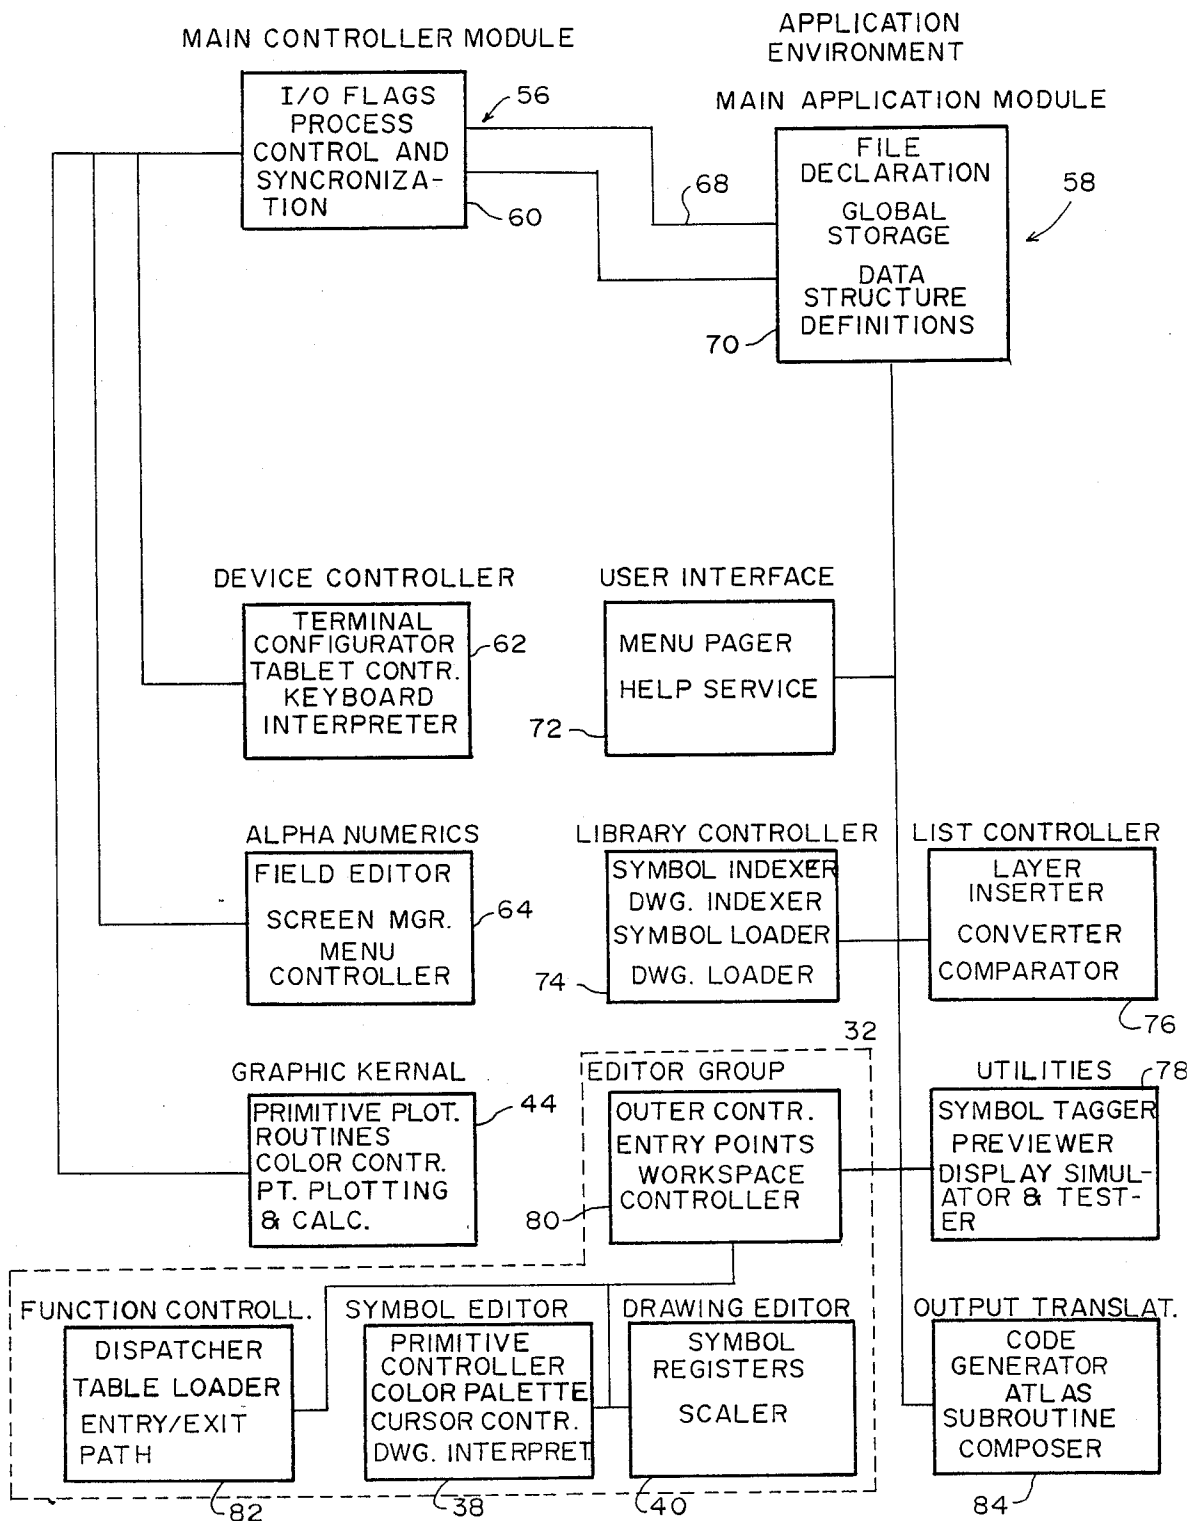 MAIN CONTROLLER MODULE
I/O FLAGS
PROCESS
CONTROL AND
SYNCRONIZA-
TION
56
60
APPLICATION
ENVIRONMENT
MAIN APPLICATION MODULE
FILE
DECLARATION
GLOBAL
STORAGE
DATA
STRUCTURE
DEFINITIONS
68
58
70
DEVICE CONTROLLER
TERMINAL
CONFIGURATOR
TABLET CONTR.
KEYBOARD
INTERPRETER
62
USER INTERFACE
MENU PAGER
HELP SERVICE
72
ALPHA NUMERICS
FIELD EDITOR
SCREEN MGR.
MENU
CONTROLLER
64
LIBRARY CONTROLLER
SYMBOL INDEXER
DWG. INDEXER
SYMBOL LOADER
DWG. LOADER
74
LIST CONTROLLER
LAYER
INSERTER
CONVERTER
COMPARATOR
76
32
GRAPHIC KERNAL
PRIMITIVE PLOT.
ROUTINES
COLOR CONTR.
PT. PLOTTING
& CALC.
44
EDITOR GROUP
OUTER CONTR.
ENTRY POINTS
WORKSPACE
CONTROLLER
80
UTILITIES
78
SYMBOL TAGGER
PREVIEWER
DISPLAY SIMUL-
ATOR & TEST-
ER
FUNCTION CONTROLL.
DISPATCHER
TABLE LOADER
ENTRY/EXIT
PATH
82
SYMBOL EDITOR
PRIMITIVE
CONTROLLER
COLOR PALETTE
CURSOR CONTR.
DWG. INTERPRET.
38
DRAWING EDITOR
SYMBOL
REGISTERS
SCALER
40
OUTPUT TRANSLAT.
CODE
GENERATOR
ATLAS
SUBROUTINE
COMPOSER
84